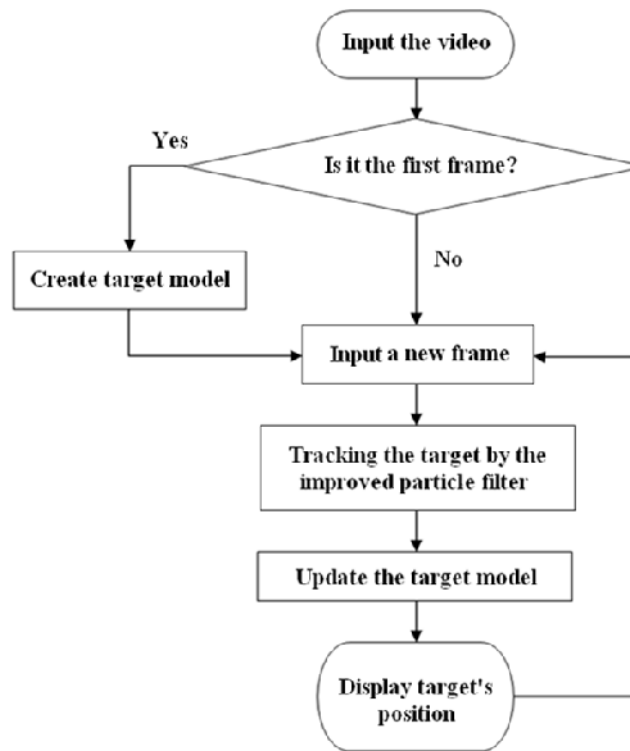 Input the video
Yes
Is it the first frame?
No
Create target model
Input a new frame
Tracking the target by the
improved particle filter
Update the target model
Display target's
position